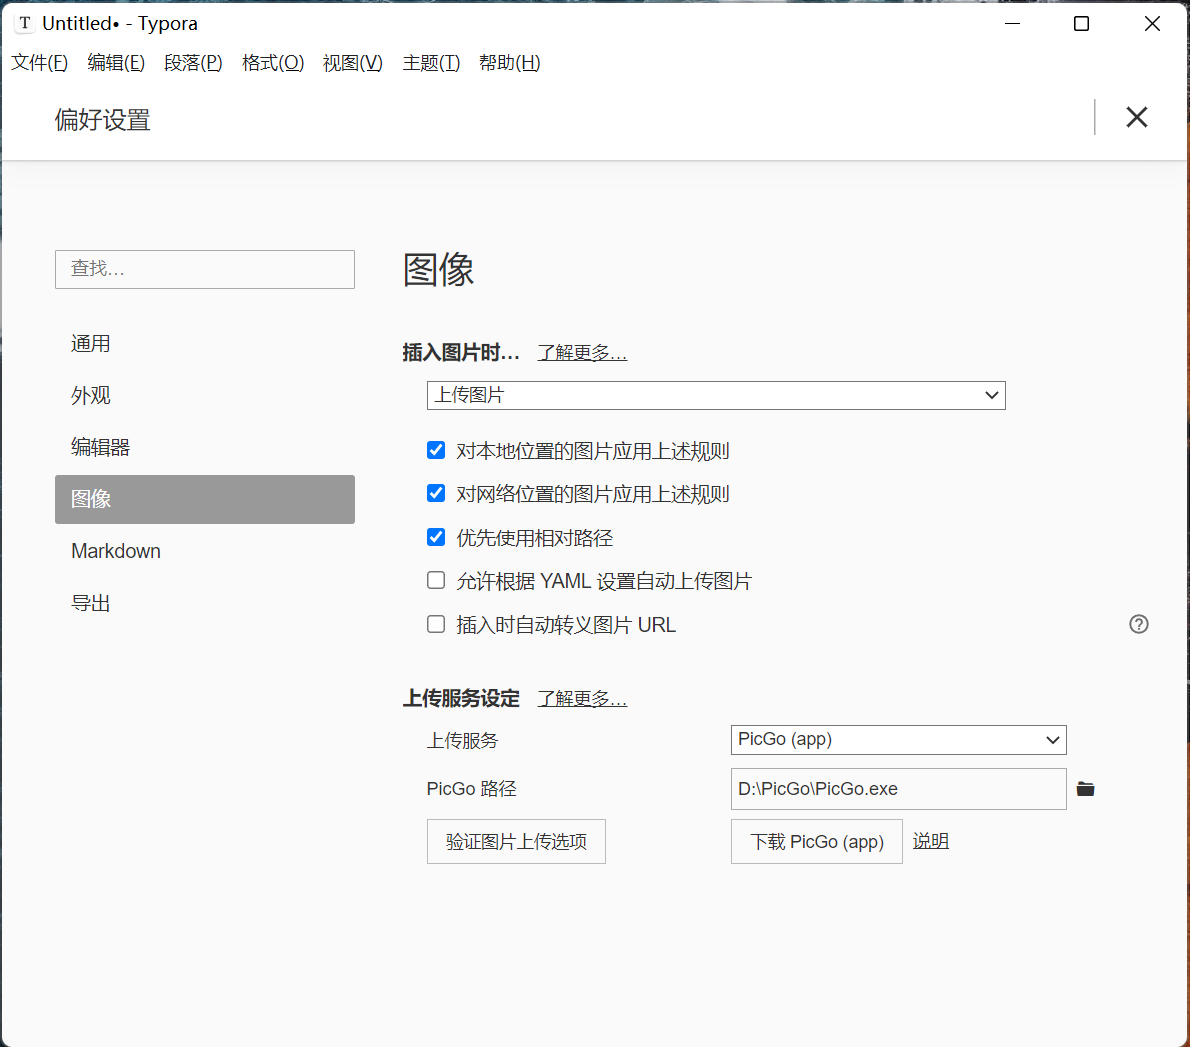 T Untitled• - Typora
文件(F) 编辑(E) 段落(P) 格式(O) 视图(V) 主题(T) 帮助(H)
偏好设置
查找…
通用
外观
编辑器
图像
Markdown
导出
图像
插入图片时… 了解更多…
上传图片
对本地位置的图片应用上述规则
对网络位置的图片应用上述规则
优先使用相对路径
允许根据 YAML 设置自动上传图片
插入时自动转义图片 URL
上传服务设定 了解更多…
上传服务 PicGo (app)
PicGo 路径 D:\PicGo\PicGo.exe
验证图片上传选项 下载 PicGo (app) 说明